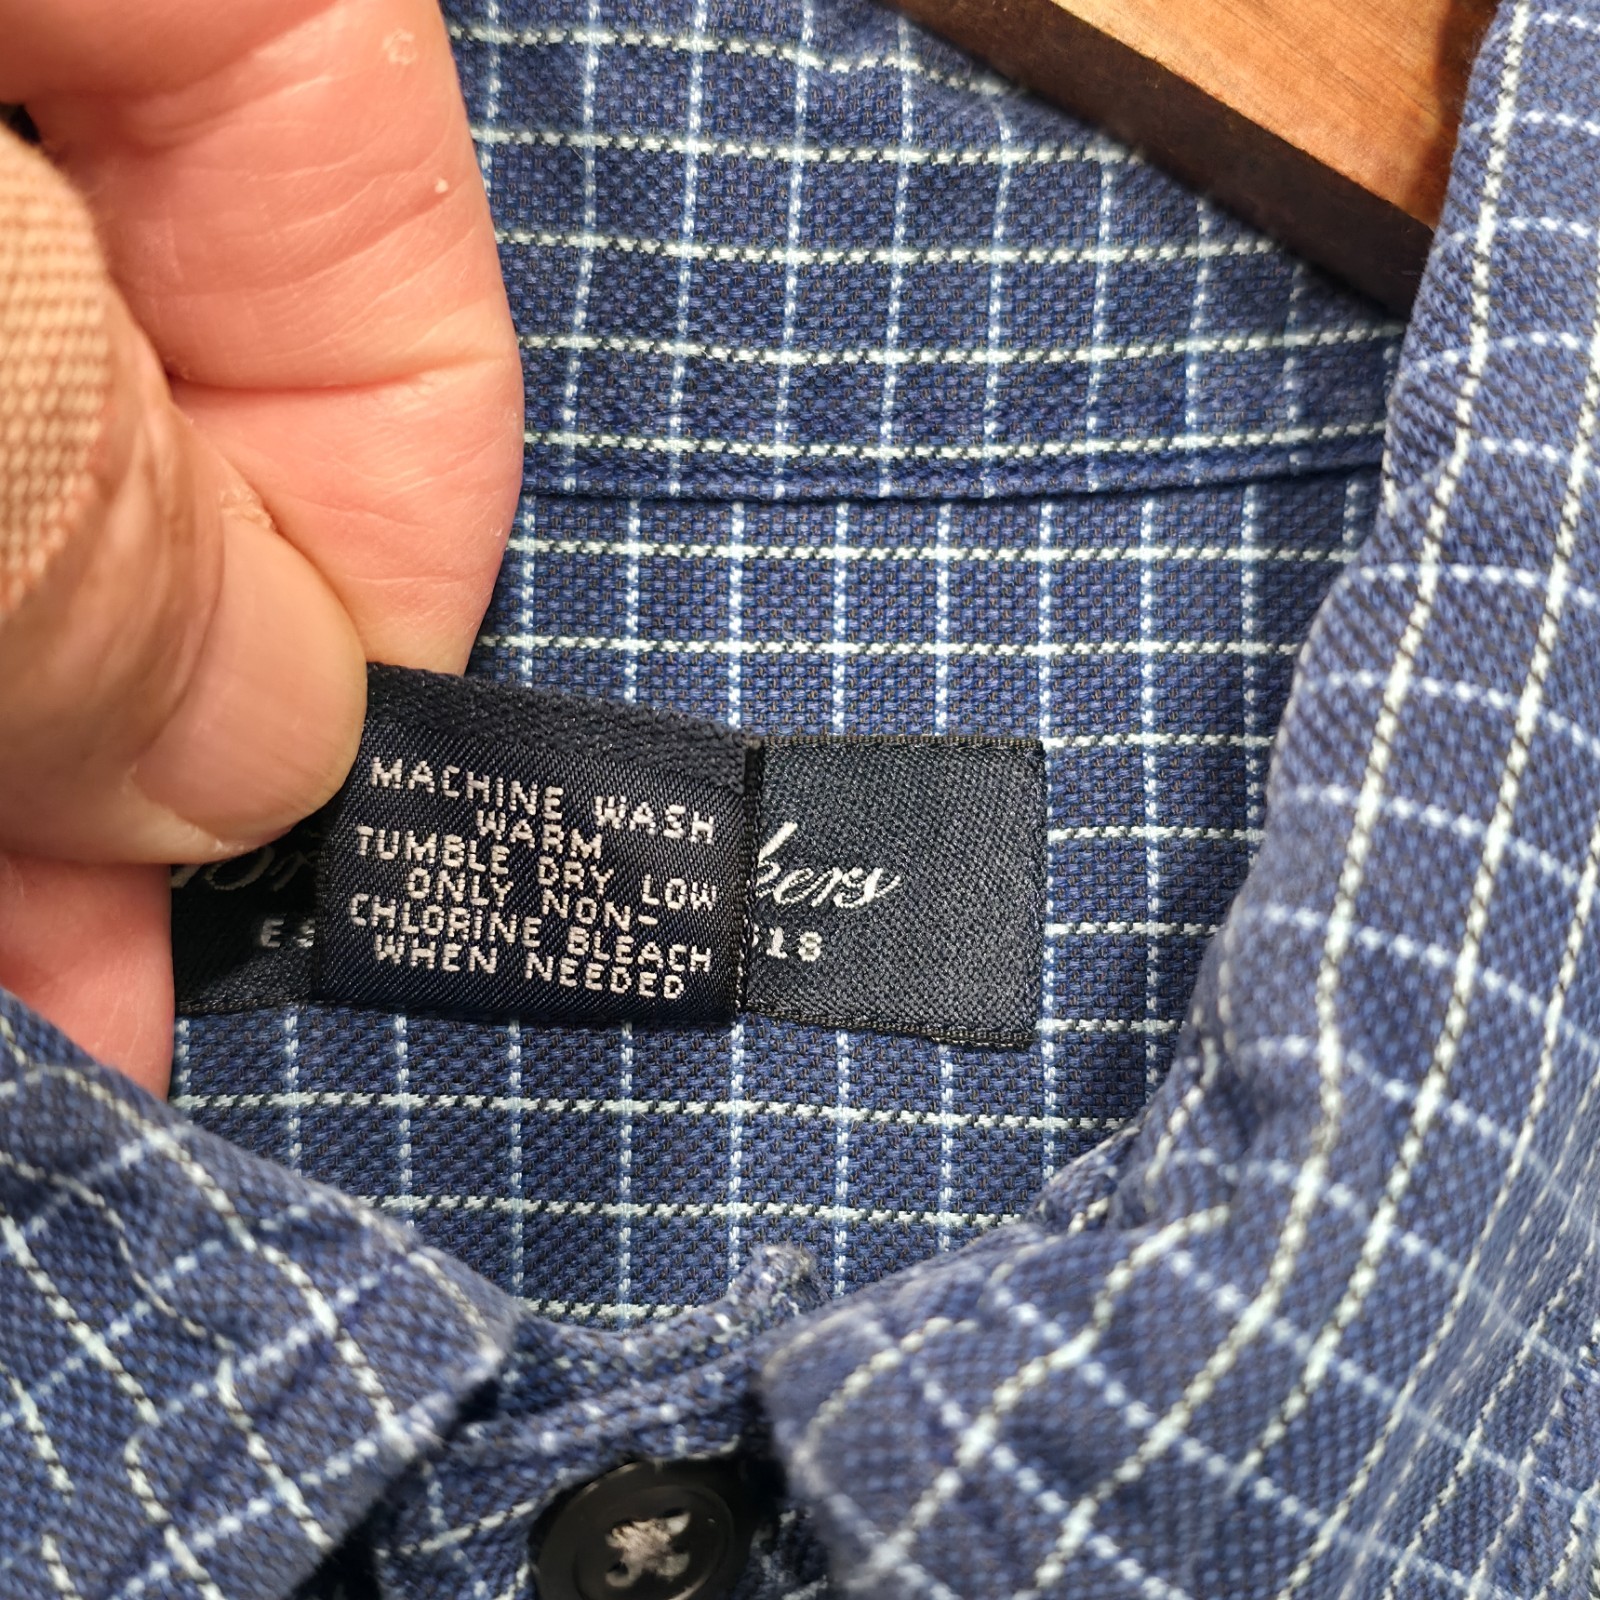 MACHINE WASH
WARM
TUMBLE DRY LOW
ONLY NON-
CHLORINE BLEACH
WHEN NEEDED